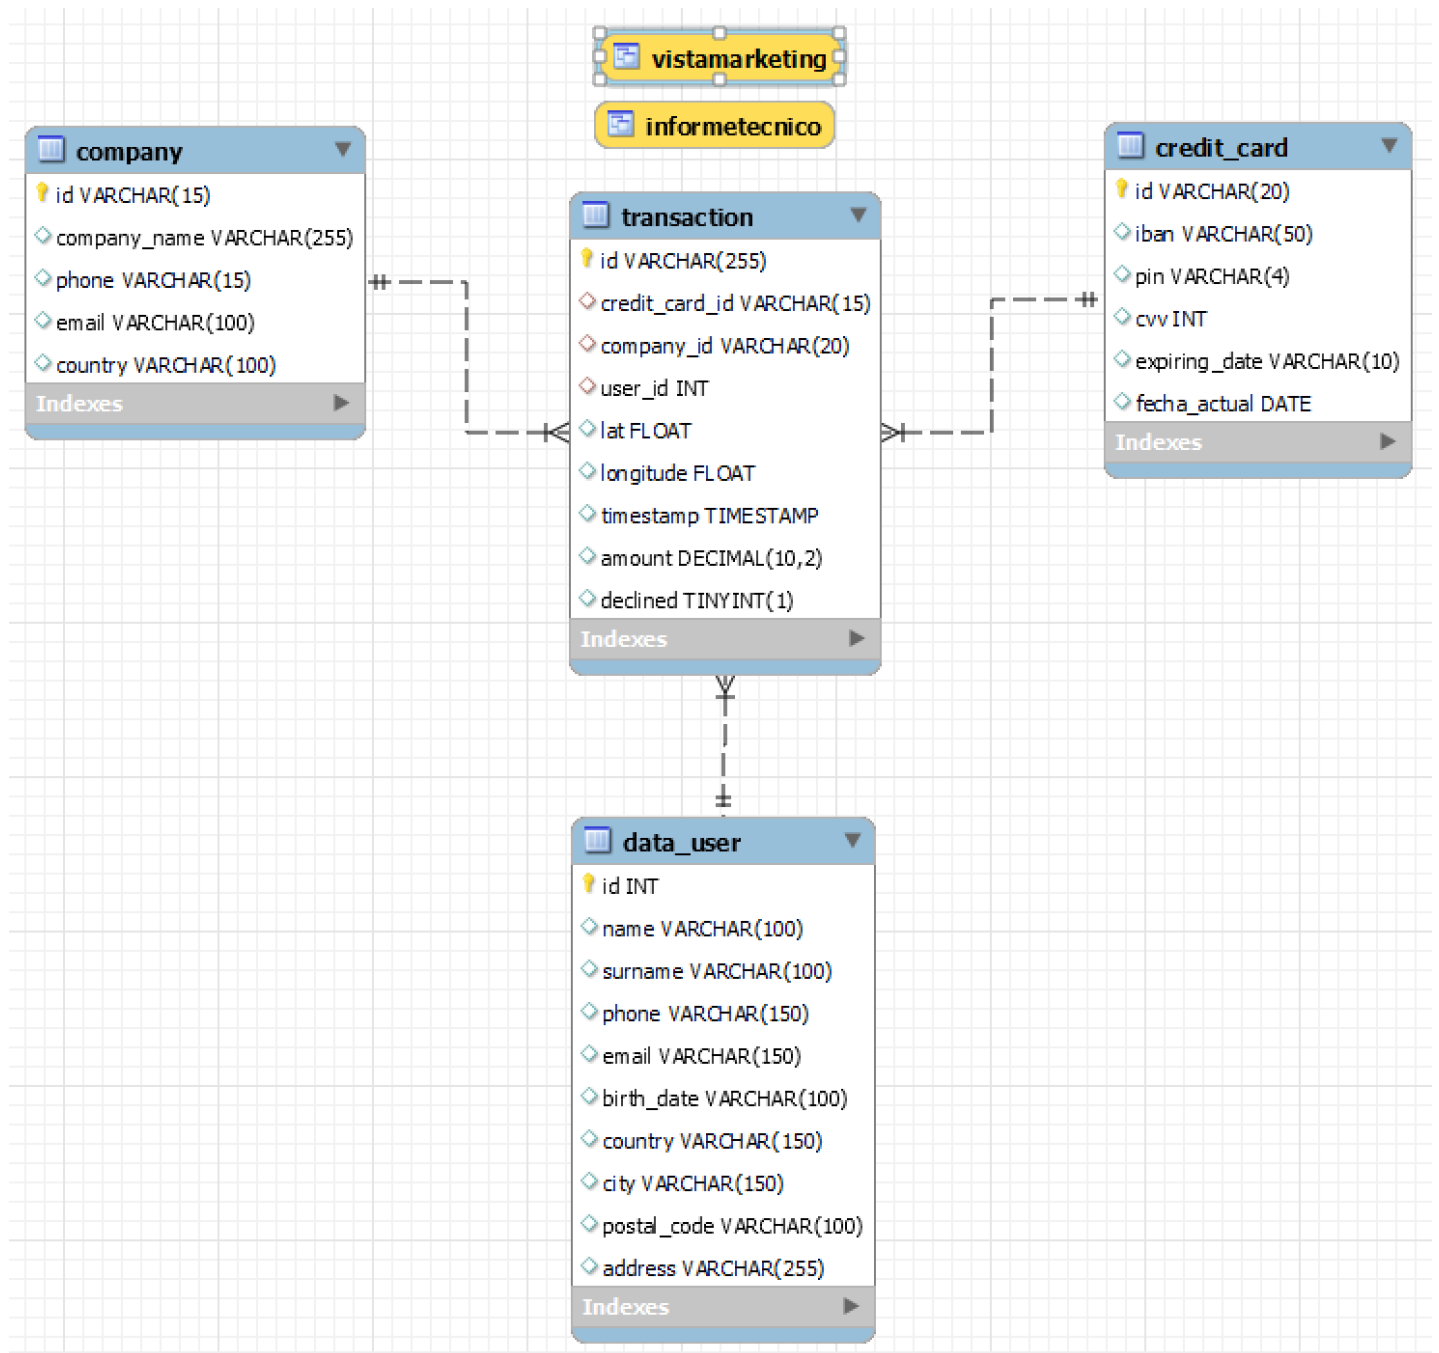 vistamarketing
informetecnico
company
id VARCHAR(15)
company_name VARCHAR(255)
phone VARCHAR(15)
email VARCHAR(100)
country VARCHAR(100)
Indexes
transaction
id VARCHAR(255)
credit_card_id VARCHAR(15)
company_id VARCHAR(20)
user_id INT
lat FLOAT
longitude FLOAT
timestamp TIMESTAMP
amount DECIMAL(10,2)
declined TINYINT(1)
Indexes
credit_card
id VARCHAR(20)
iban VARCHAR(50)
pin VARCHAR(4)
cvv INT
expiring_date VARCHAR(10)
fecha_actual DATE
Indexes
data_user
id INT
name VARCHAR(100)
surname VARCHAR(100)
phone VARCHAR(150)
email VARCHAR(150)
birth_date VARCHAR(100)
country VARCHAR(150)
city VARCHAR(150)
postal_code VARCHAR(100)
address VARCHAR(255)
Indexes